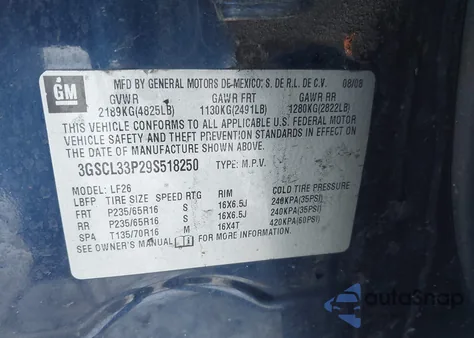 GM
MFD BY GENERAL MOTORS DE-MEXICO, S. DE R.L. DE C.V. 08/08
GVWR GAWR FRT GAWR RR
2189KG(4825LB) 1130KG(2491LB) 1280KG(2822LB)
THIS VEHICLE CONFORMS TO ALL APPLICABLE U.S. FEDERAL MOTOR
VEHICLE SAFETY AND THEFT PREVENTION STANDARDS IN EFFECT ON
THE DATE OF MANUFACTURE SHOWN ABOVE.
3GSCL33P29S518250 TYPE: M.P.V.
MODEL: LF26
LBFP TIRE SIZE SPEED RTG RIM COLD TIRE PRESSURE
FRT P235/65R16 S 16X6.5J 240KPA(35PSI)
RR P235/65R16 S 16X6.5J 240KPA(35PSI)
SPA T135/70R16 M 16X4T 420KPA(60PSI)
SEE OWNER'S MANUAL i FOR MORE INFORMATION.
autoSnap